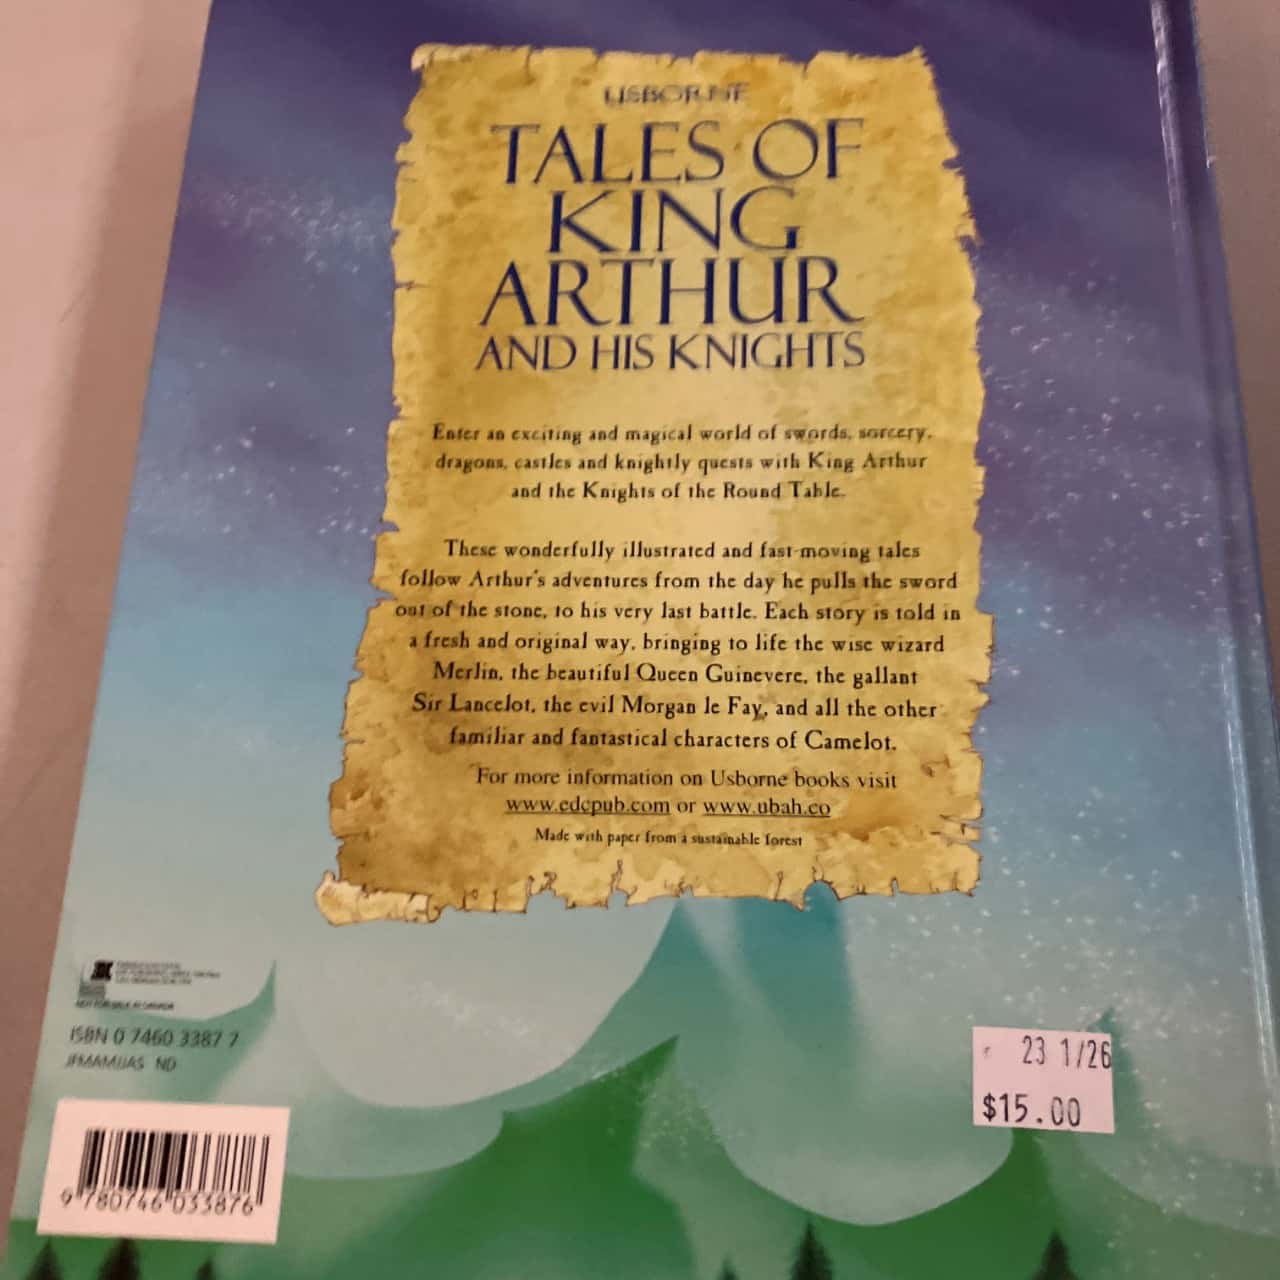 USBORNE
TALES OF
KING
ARTHUR
AND HIS KNIGHTS
Enter an exciting and magical world of swords, sorcery,
dragons, castles and knightly quests with King Arthur
and the Knights of the Round Table.
These wonderfully illustrated and fast-moving tales
follow Arthur's adventures from the day he pulls the sword
out of the stone, to his very last battle. Each story is told in
a fresh and original way, bringing to life the wise wizard
Merlin, the beautiful Queen Guinevere, the gallant
Sir Lancelot, the evil Morgan le Fay, and all the other
familiar and fantastical characters of Camelot.
For more information on Usborne books visit
www.edcpub.com or www.ubah.co
Made with paper from a sustainable forest
NOT FOR SALE IN CANADA
ISBN 0 7460 3387 7
JFMAMJJAS ND
9 780746 033876
23 1/26
$15.00